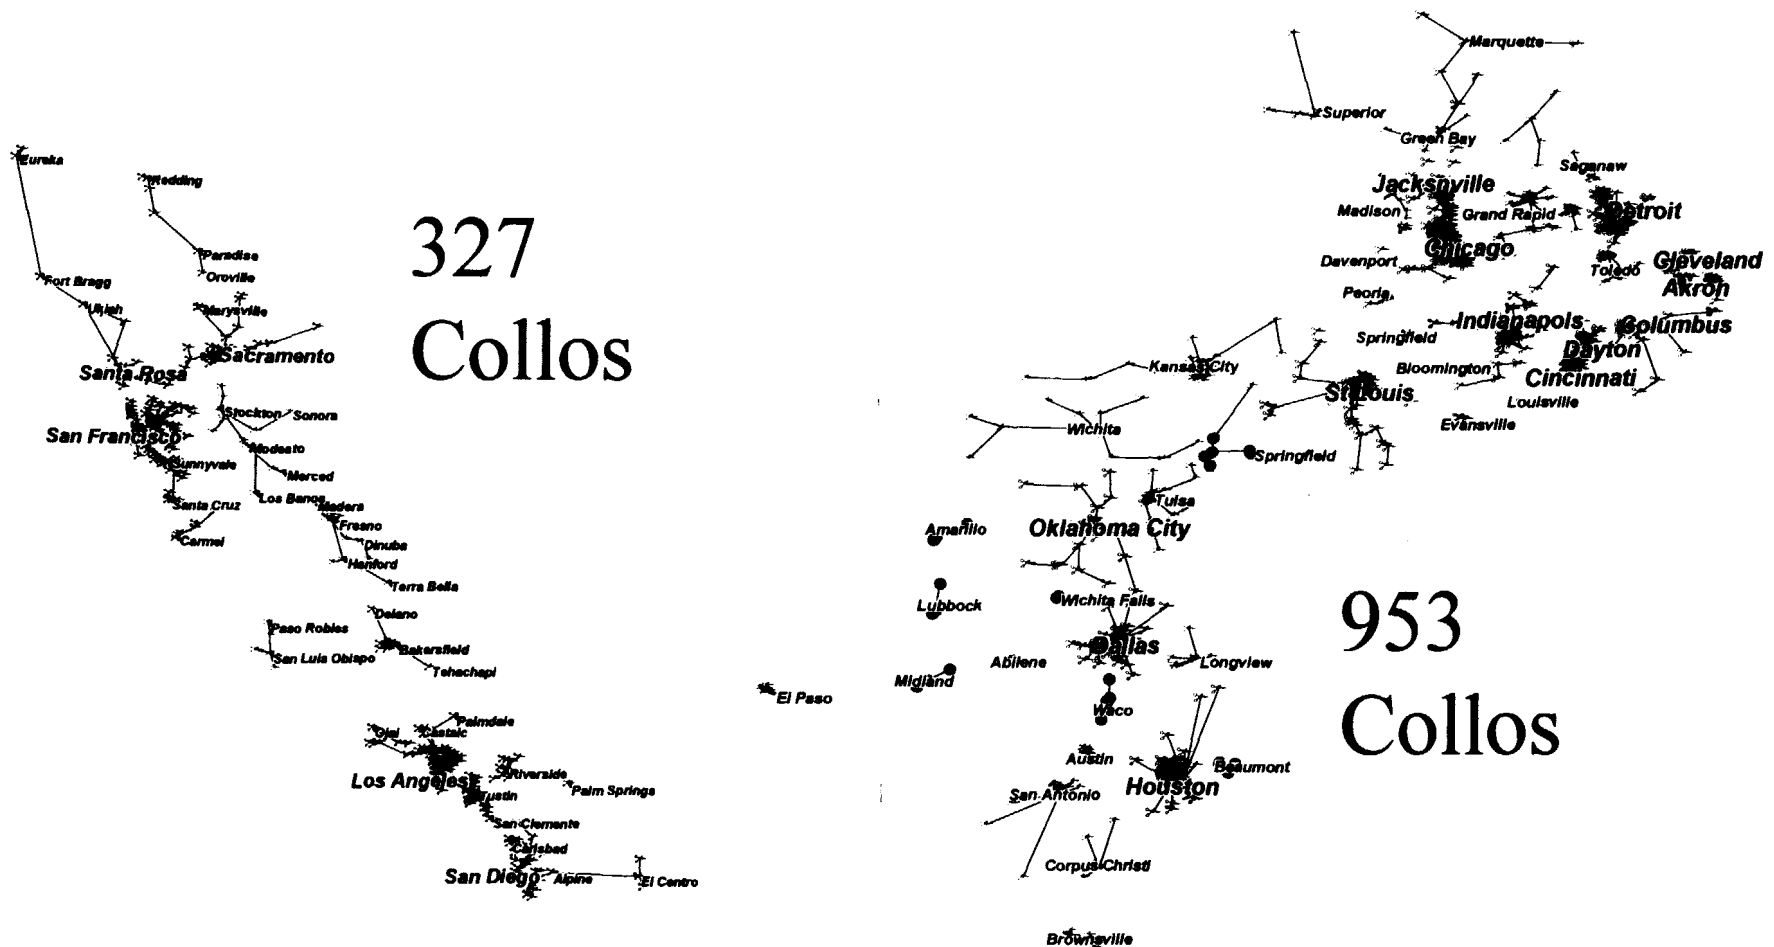 Eureka
Redding
Paradise
Oroville
Fort Bragg
Ukiah
Marysville
Sacramento
Santa Rosa
Stockton
Sonora
San Francisco
Modesto
Sunnyvale
Merced
Los Banos
Santa Cruz
Madera
Fresno
Carmel
Dinuba
Hanford
Terra Bella
Delano
Paso Robles
Bakersfield
San Luis Obispo
Tehachapi
Palmdale
Ojai
Castaic
Los Angeles
Riverside
Palm Springs
Tustin
San Clemente
Carlsbad
San Diego
Alpine
El Centro
327
Collos
El Paso
Marquette
Superior
Green Bay
Saganaw
Jacksnville
Madison
Grand Rapid
Detroit
Chicago
Davenport
Toledo
Cleveland
Akron
Peoria
Indianapols
Columbus
Springfield
Dayton
Kansas City
Bloomington
Cincinnati
St Louis
Louisville
Evansville
Wichita
Springfield
Tulsa
Oklahoma City
Amarillo
Lubbock
Wichita Falls
Dallas
Abilene
Longview
Midland
Waco
Austin
Beaumont
Houston
San Antonio
Corpus Christi
Brownsville
953
Collos